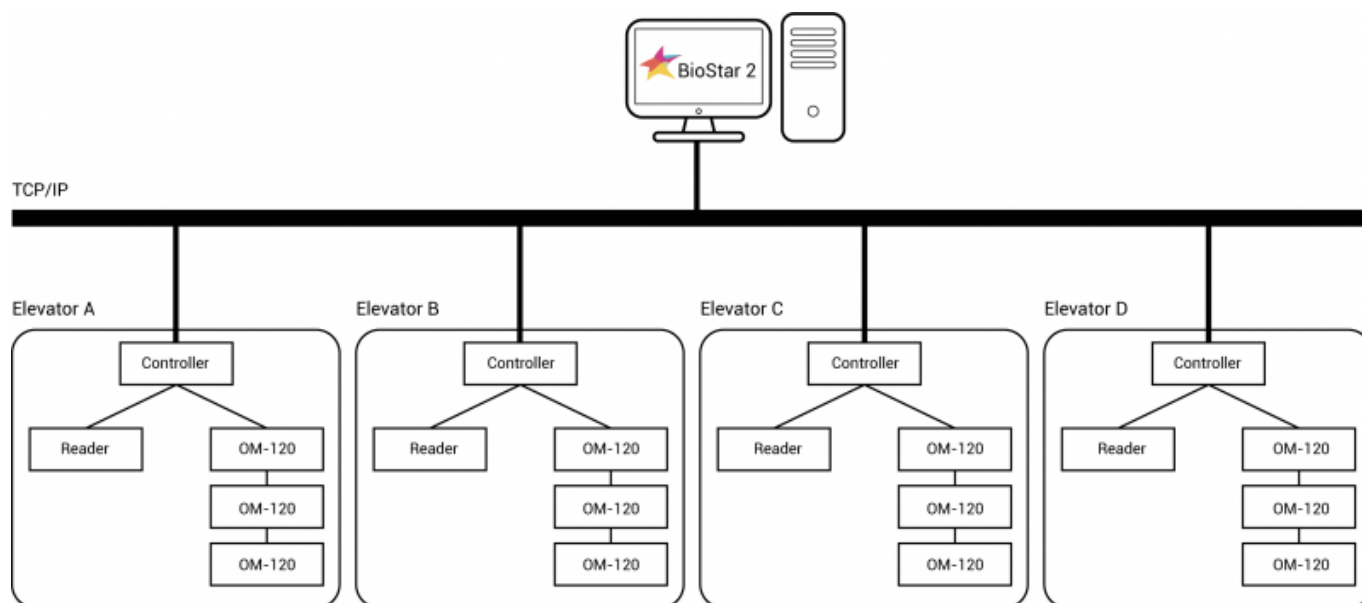 BioStar 2
TCP/IP
Elevator A
Elevator B
Elevator C
Elevator D
Controller
Controller
Controller
Controller
Reader
OM-120
Reader
OM-120
Reader
OM-120
Reader
OM-120
OM-120
OM-120
OM-120
OM-120
OM-120
OM-120
OM-120
OM-120